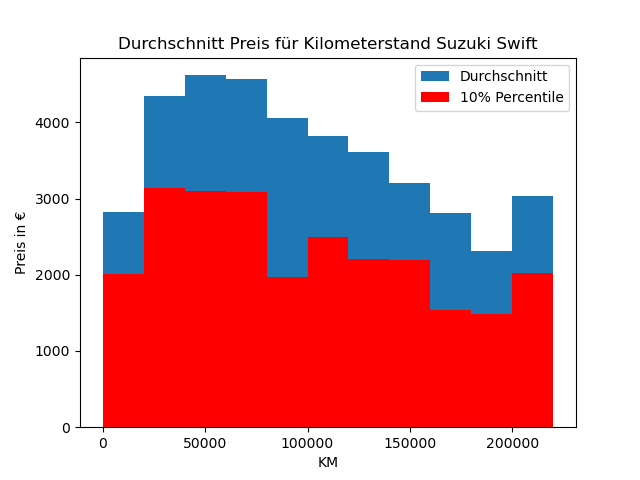 Durchschnitt Preis für Kilometerstand Suzuki Swift
Durchschnitt
10% Percentile
Preis in €
4000
3000
2000
1000
0
0 50000 100000 150000 200000
KM